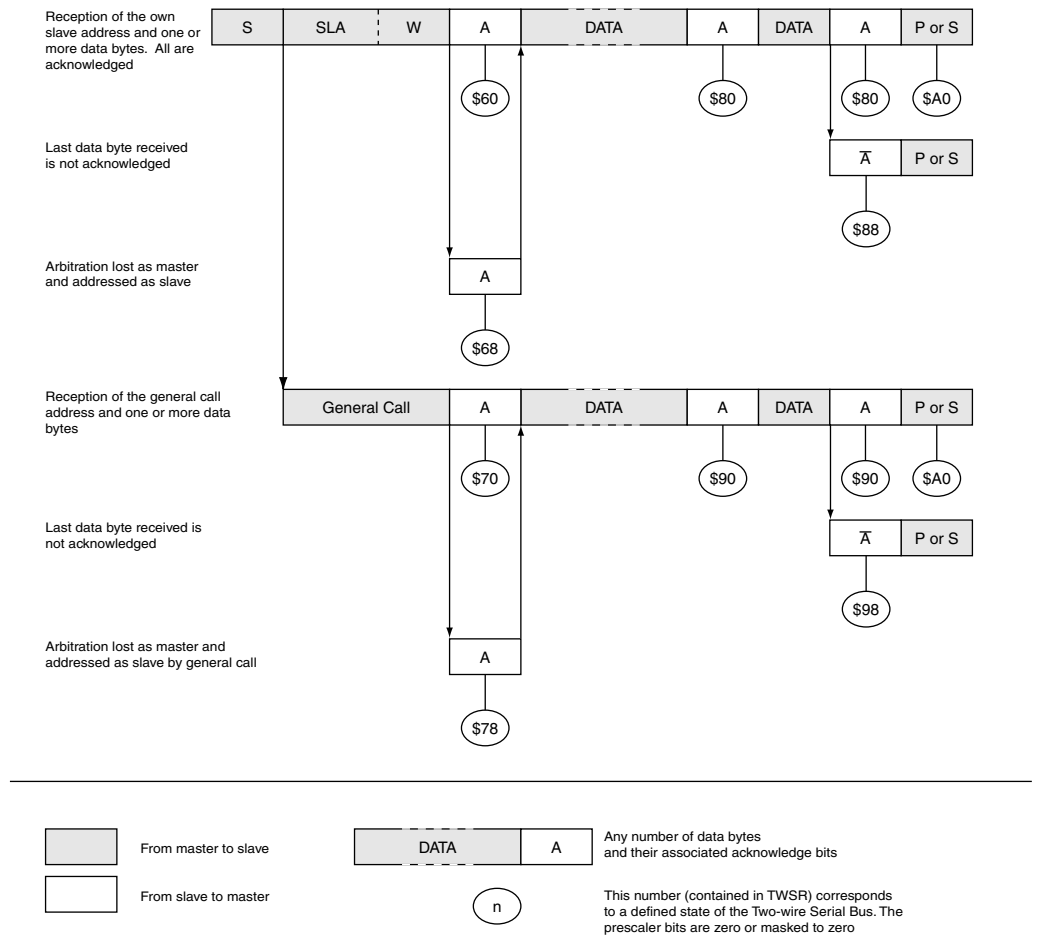 Reception of the own
slave address and one or
more data bytes.  All are
acknowledged
S SLA W A DATA A DATA A P or S
$60 $80 $80 $A0
Last data byte received
is not acknowledged
A̅ P or S
$88
Arbitration lost as master
and addressed as slave
A
$68
Reception of the general call
address and one or more data
bytes
General Call A DATA A DATA A P or S
$70 $90 $90 $A0
Last data byte received is
not acknowledged
A̅ P or S
$98
Arbitration lost as master and
addressed as slave by general call
A
$78
From master to slave
DATA A
Any number of data bytes
and their associated acknowledge bits
From slave to master
n
This number (contained in TWSR) corresponds
to a defined state of the Two-wire Serial Bus. The
prescaler bits are zero or masked to zero